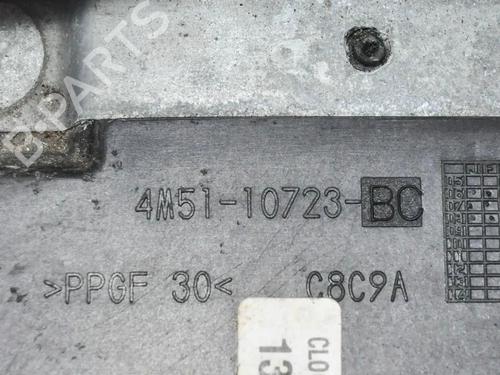 B-PARTS
4M51-10723-BC
>PPGF 30<
C8C9A
CLO
13